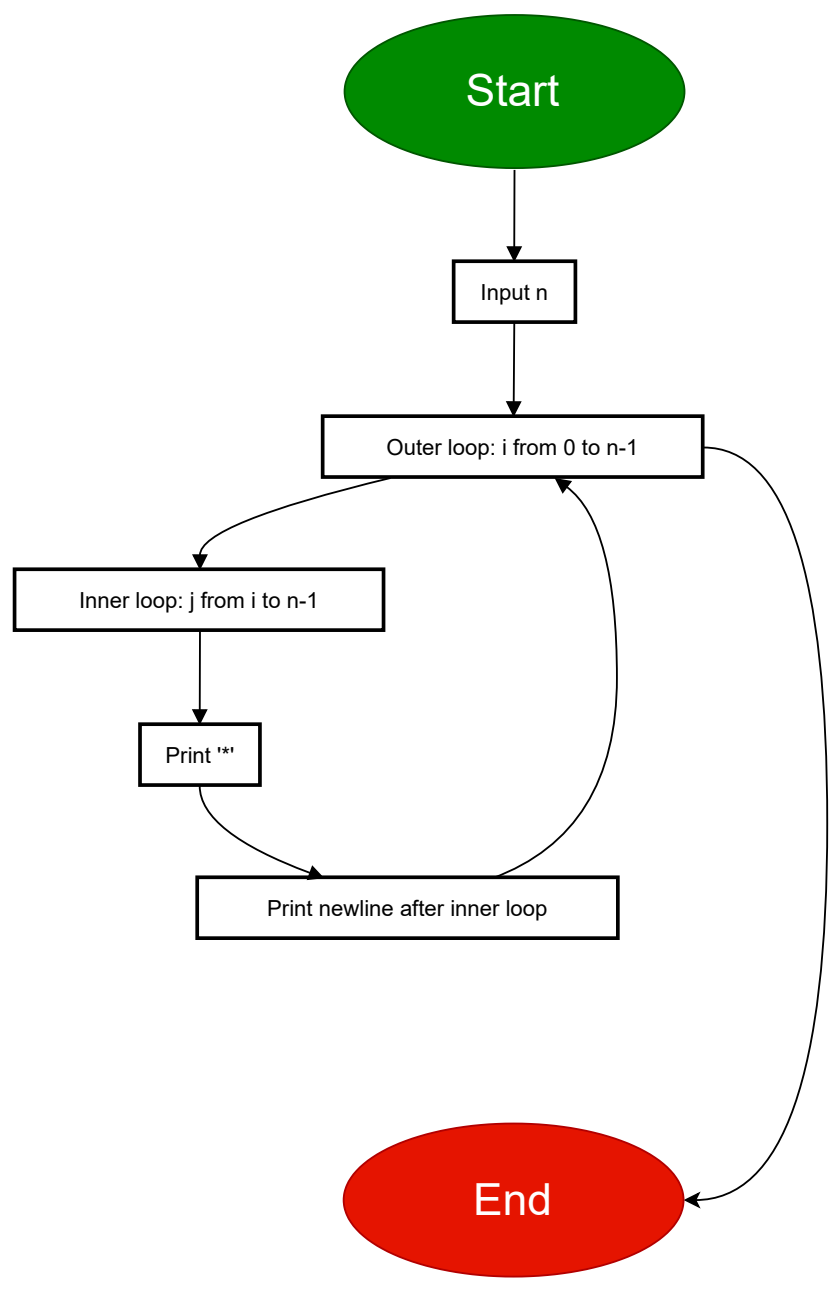 Start
Input n
Outer loop: i from 0 to n-1
Inner loop: j from i to n-1
Print '*'
Print newline after inner loop
End